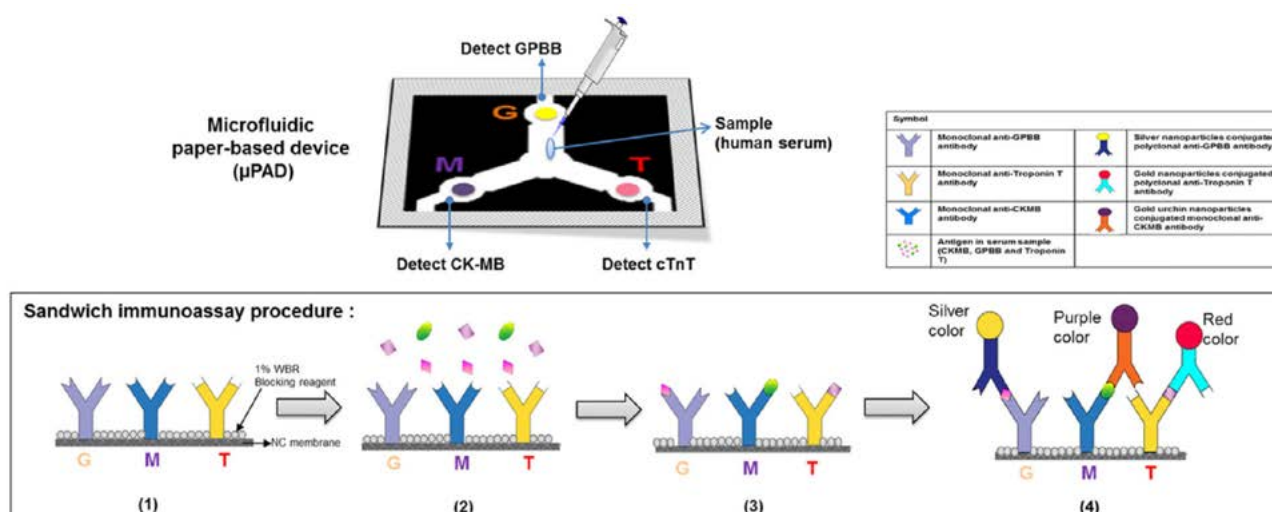 Detect GPBB
G
Microfluidic
paper-based device
(μPAD)
Sample
(human serum)
M
T
Detect CK-MB
Detect cTnT
Symbol
Monoclonal anti-GPBB
antibody
Silver nanoparticles conjugated
polyclonal anti-GPBB antibody
Monoclonal anti-Troponin T
antibody
Gold nanoparticles conjugated
polyclonal anti-Troponin T
antibody
Monoclonal anti-CKMB
antibody
Gold urchin nanoparticles
conjugated monoclonal anti-
CKMB antibody
Antigen in serum sample
(CKMB, GPBB and Troponin
T)
Sandwich immunoassay procedure :
1% WBR
Blocking reagent
NC membrane
G M T
(1)
G M T
(2)
G M T
(3)
Silver
color
Purple
color
Red
color
G M T
(4)